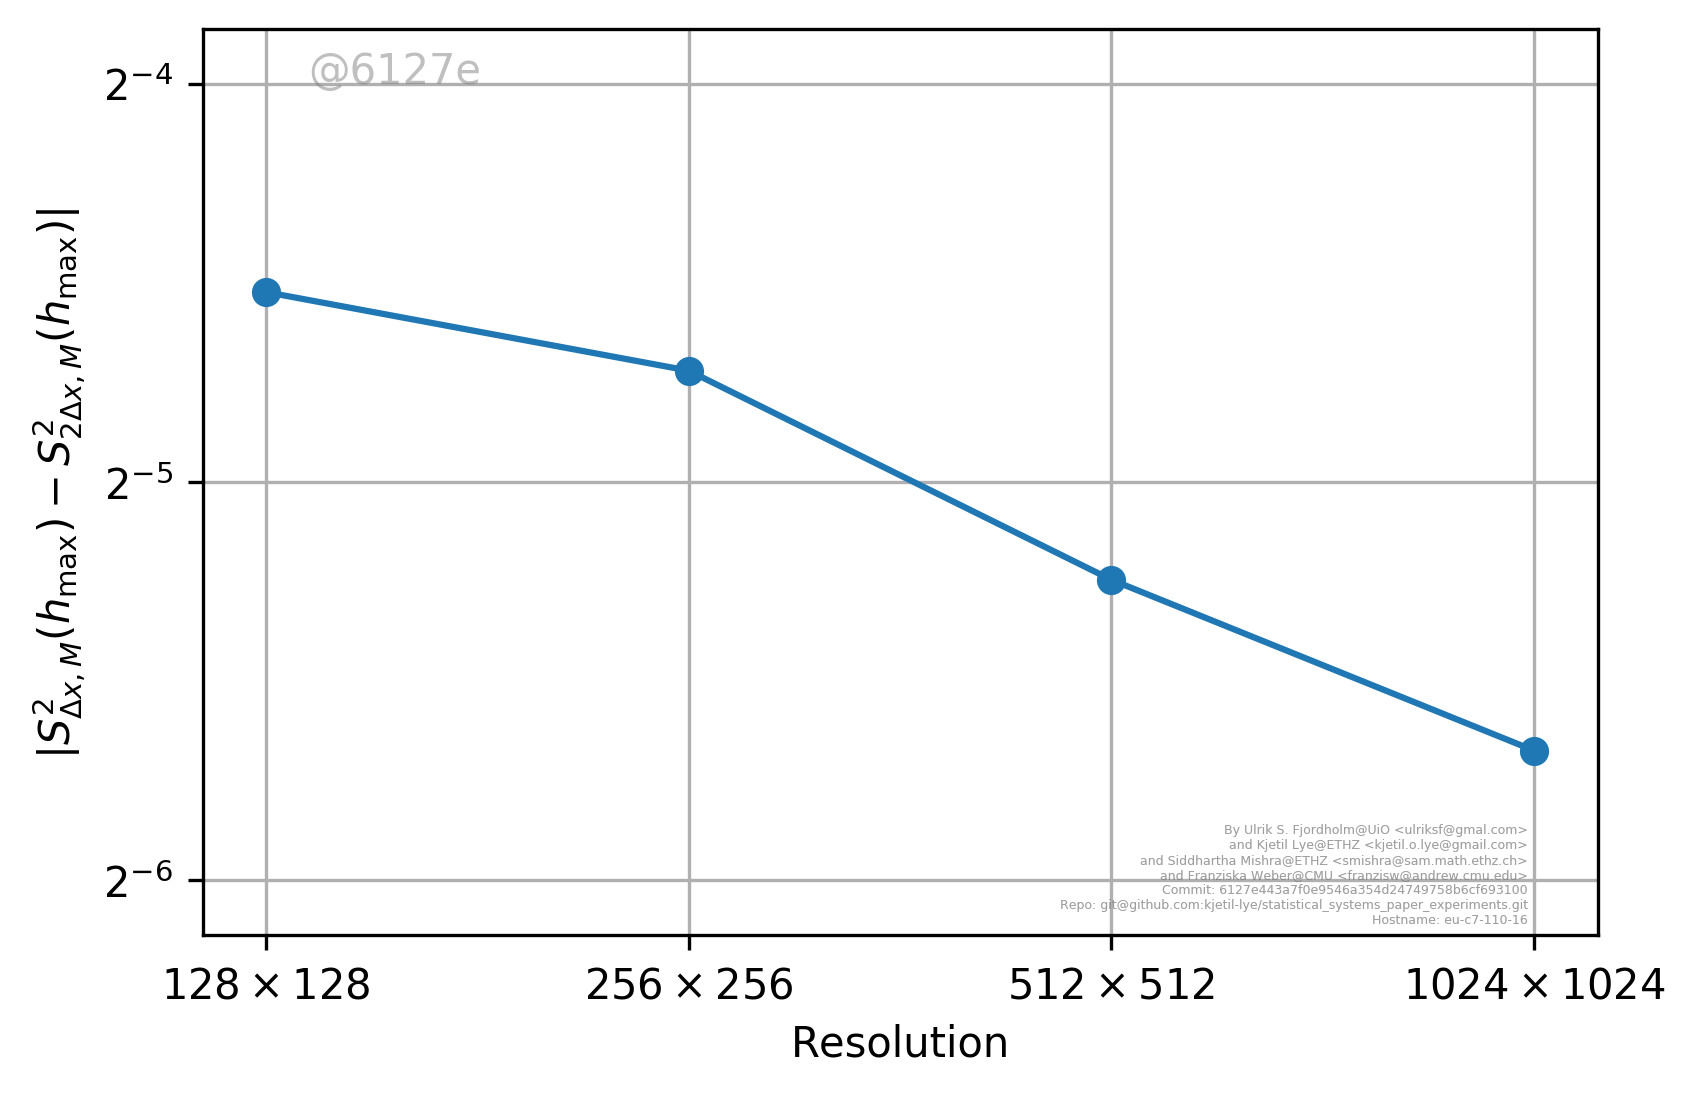 @6127e
2⁻⁴
2⁻⁵
2⁻⁶
|S²_{Δx, M}(h_max) − S²_{2Δx, M}(h_max)|
By Ulrik S. Fjordholm@UiO <ulriksf@gmal.com>
and Kjetil Lye@ETHZ <kjetil.o.lye@gmail.com>
and Siddhartha Mishra@ETHZ <smishra@sam.math.ethz.ch>
and Franziska Weber@CMU <franzisw@andrew.cmu.edu>
Commit: 6127e443a7f0e9546a354d24749758b6cf693100
Repo: git@github.com:kjetil-lye/statistical_systems_paper_experiments.git
Hostname: eu-c7-110-16
128 × 128 256 × 256 512 × 512 1024 × 1024
Resolution